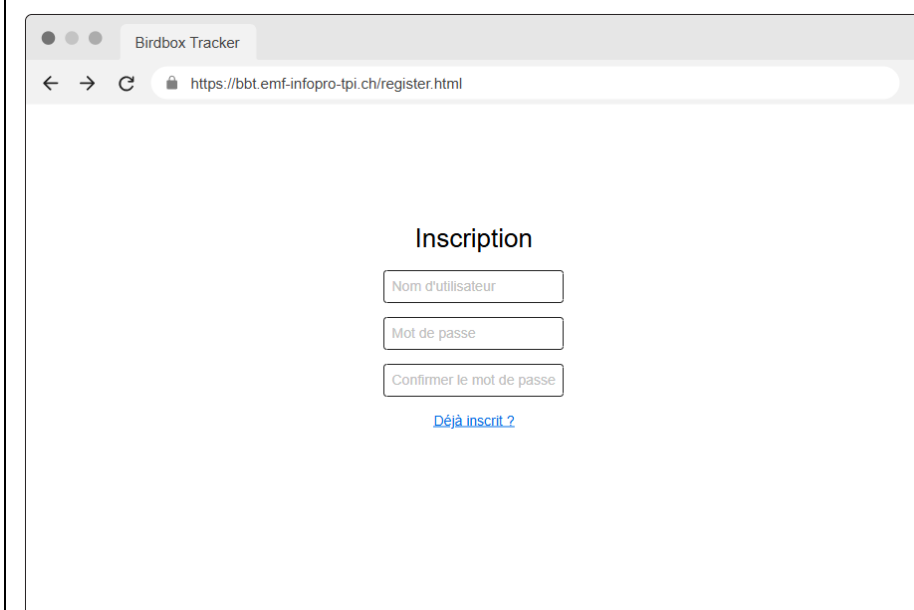 Birdbox Tracker
https://bbt.emf-infopro-tpi.ch/register.html
Inscription
Nom d'utilisateur
Mot de passe
Confirmer le mot de passe
Déjà inscrit ?